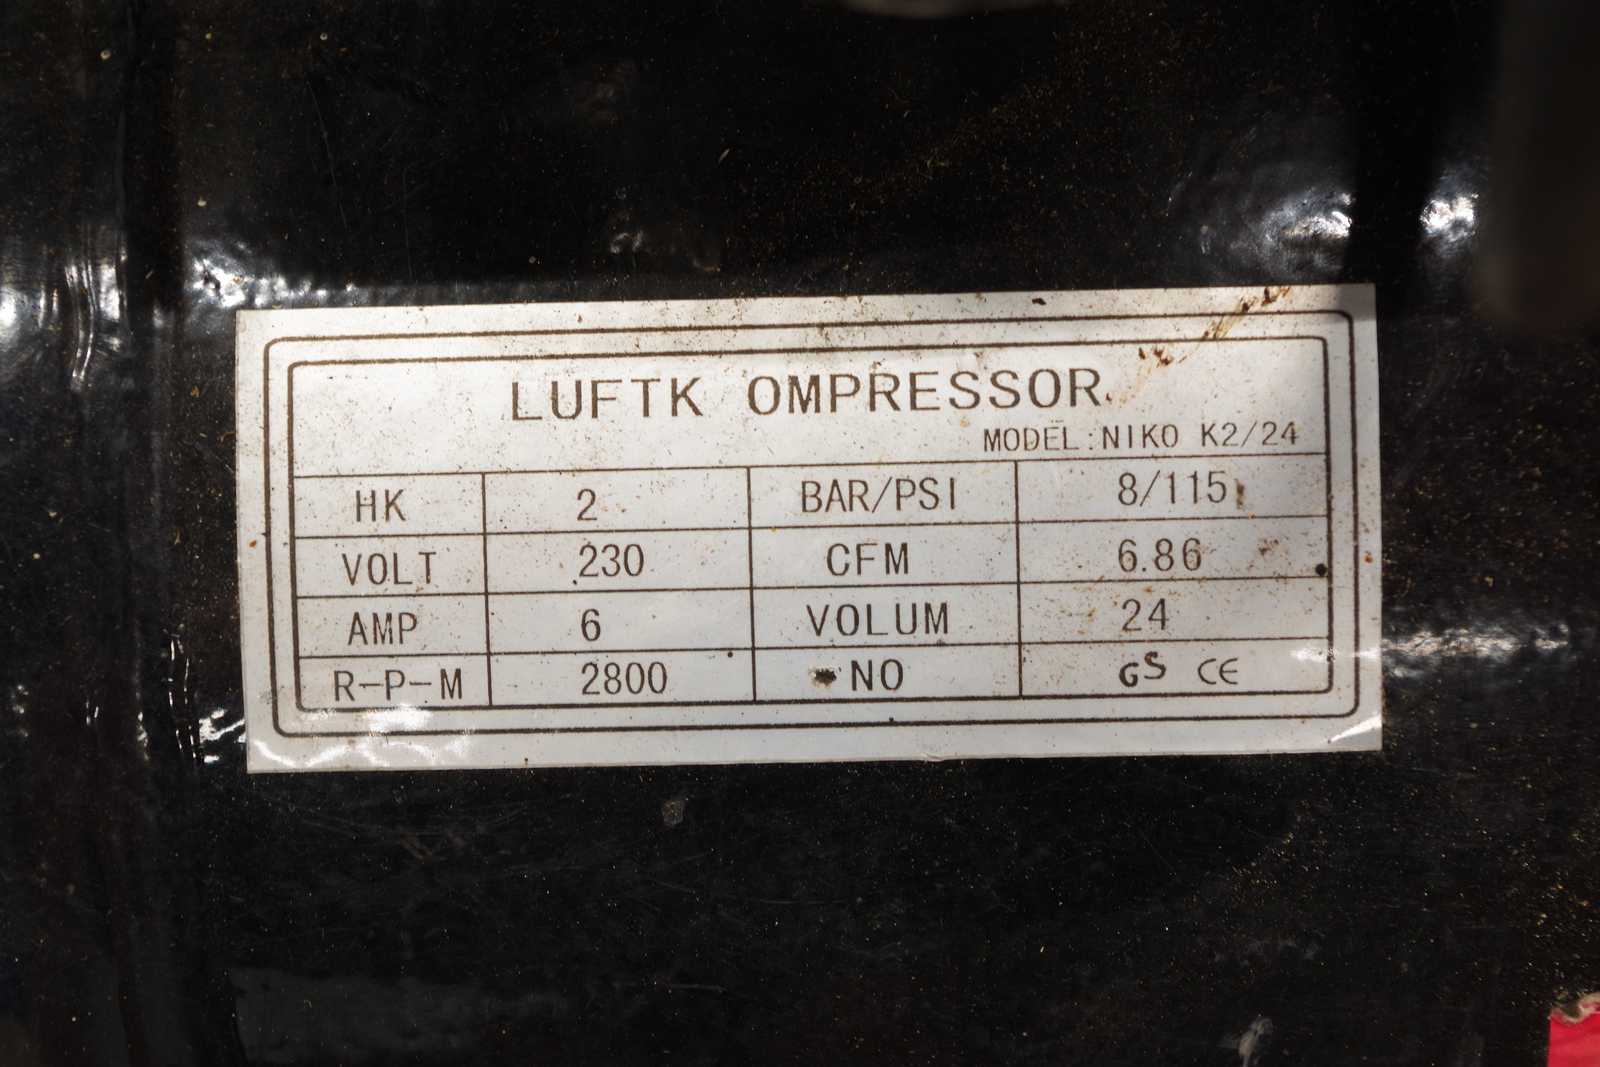 LUFTK OMPRESSOR
MODEL:NIKO K2/24
HK 2 BAR/PSI 8/115
VOLT 230 CFM 6.86
AMP 6 VOLUM 24
R-P-M 2800 NO GS CE